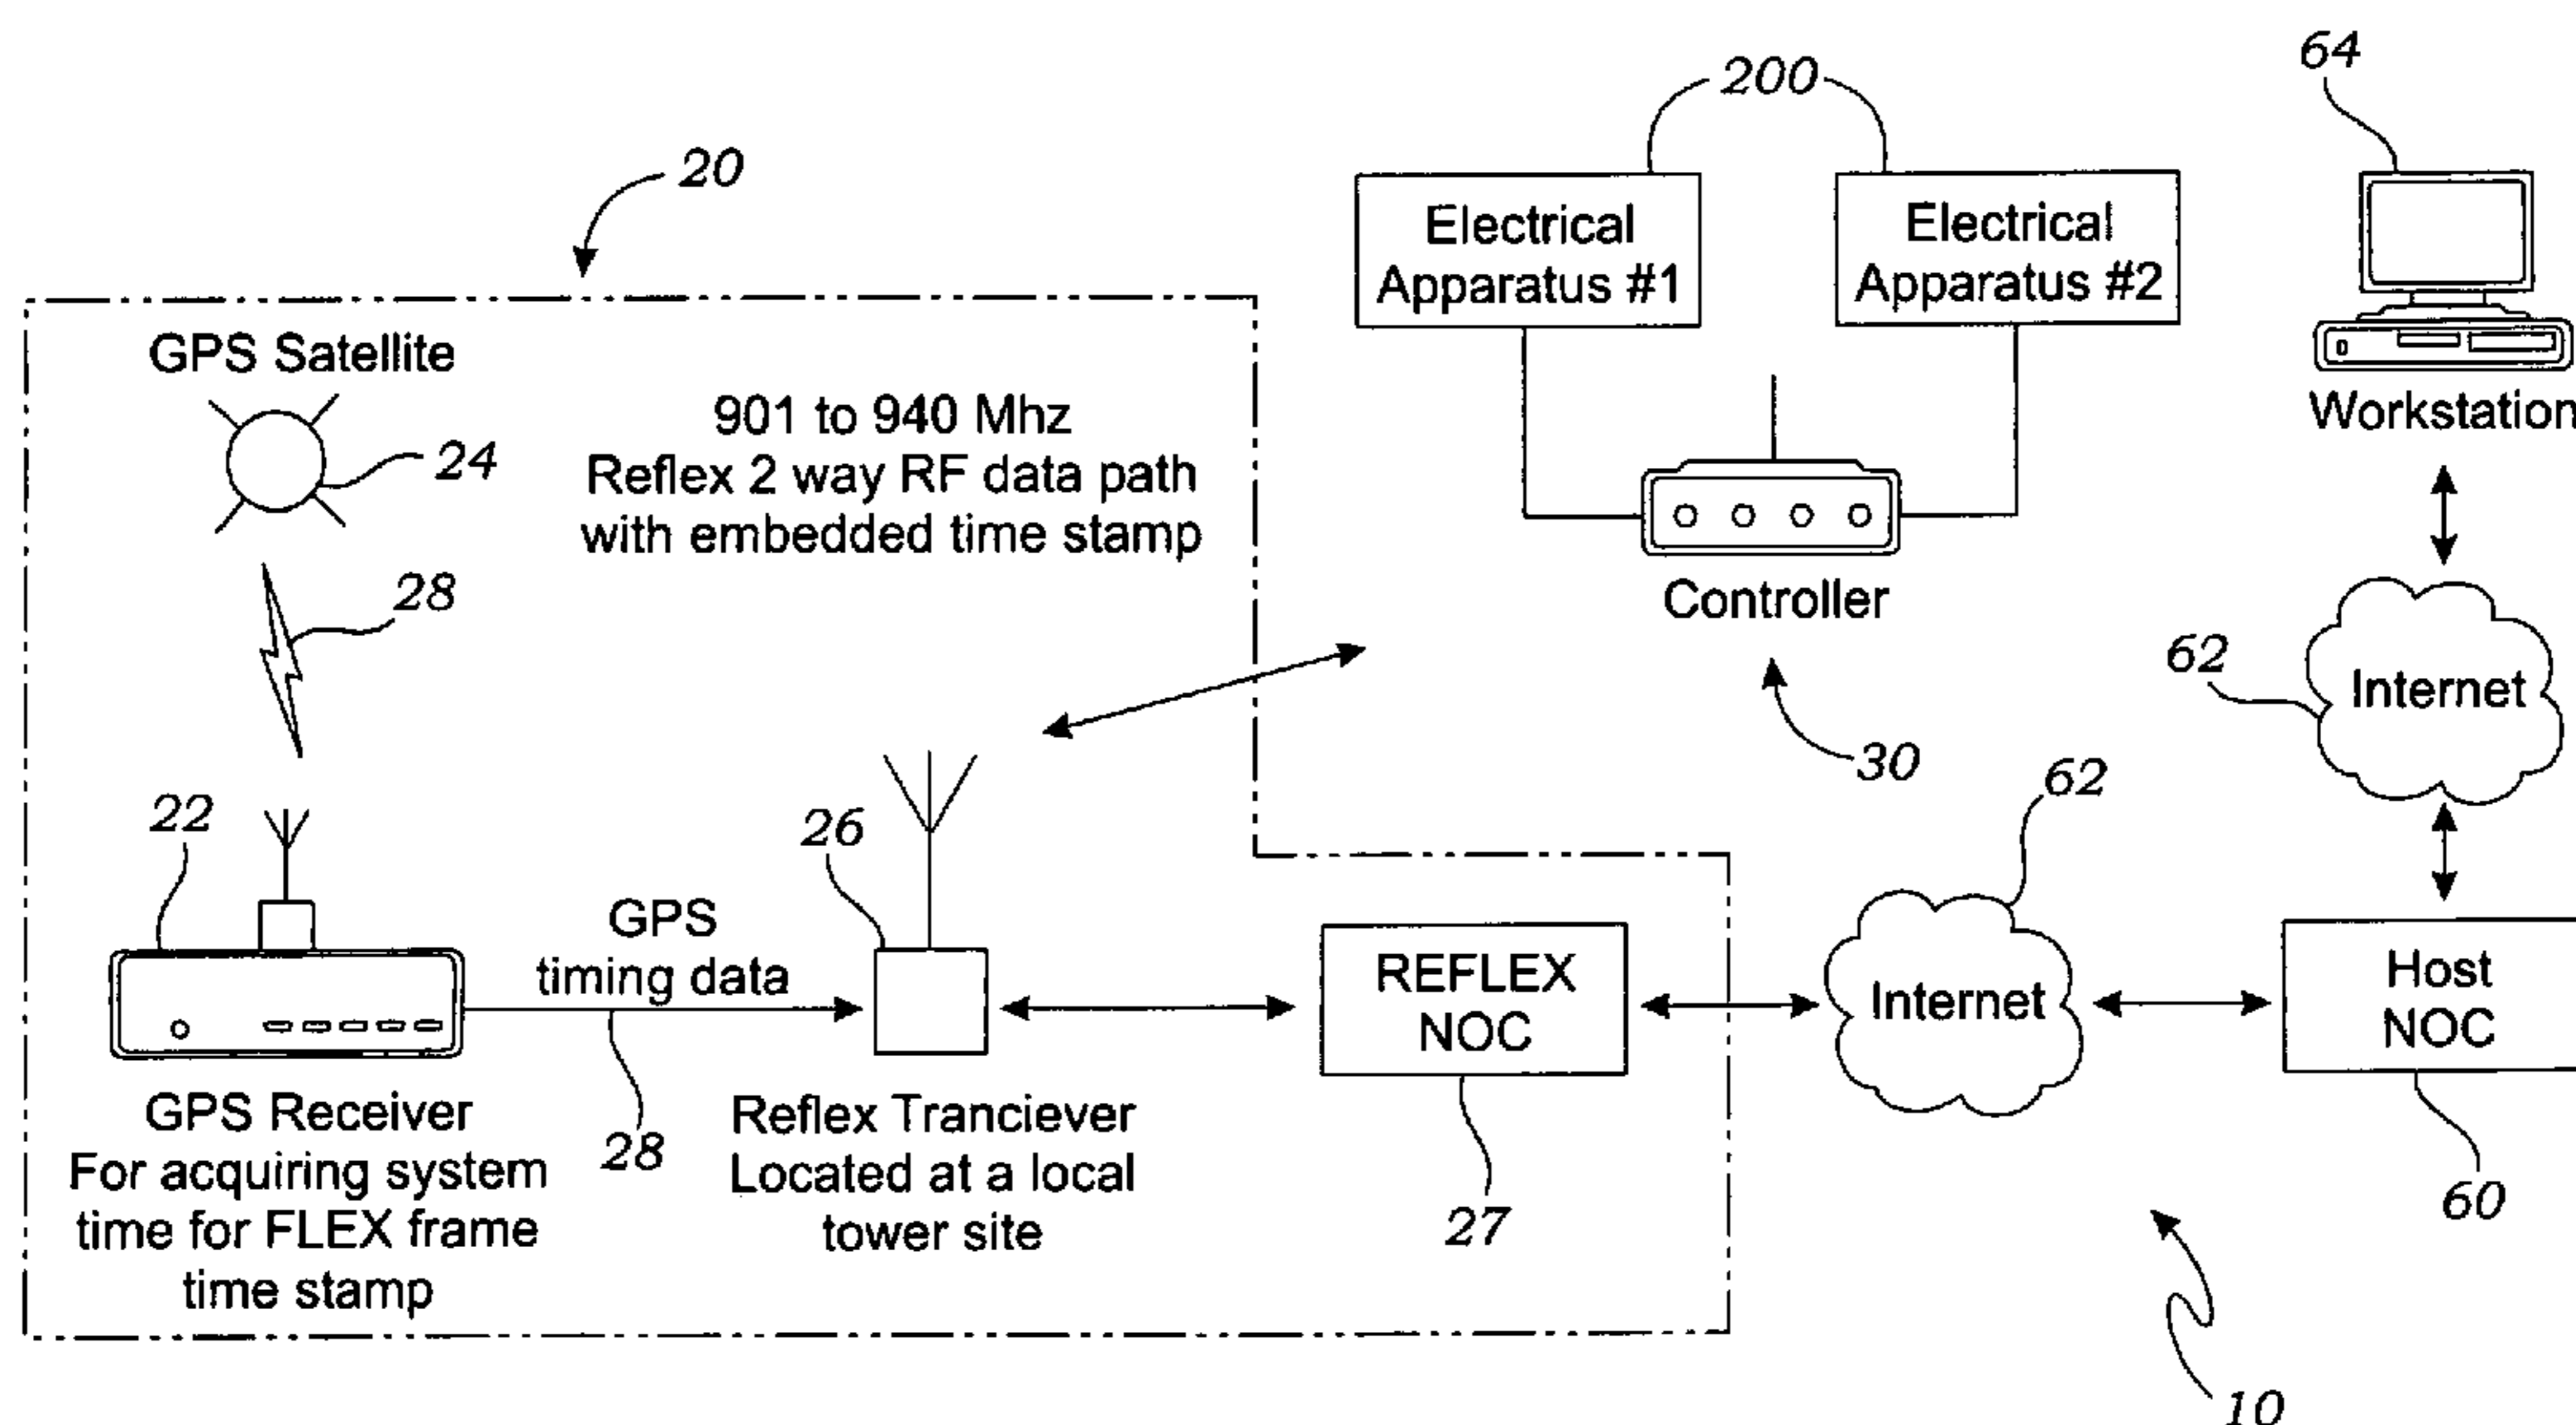 64
200
20
Electrical
Apparatus #1
Electrical
Apparatus #2
GPS Satellite
901 to 940 Mhz
Reflex 2 way RF data path
with embedded time stamp
24
Workstation
28
Controller
62
Internet
30
62
22
26
GPS
timing data
REFLEX
NOC
Internet
Host
NOC
GPS Receiver
For acquiring system
time for FLEX frame
time stamp
28
Reflex Tranciever
Located at a local
tower site
27
60
10